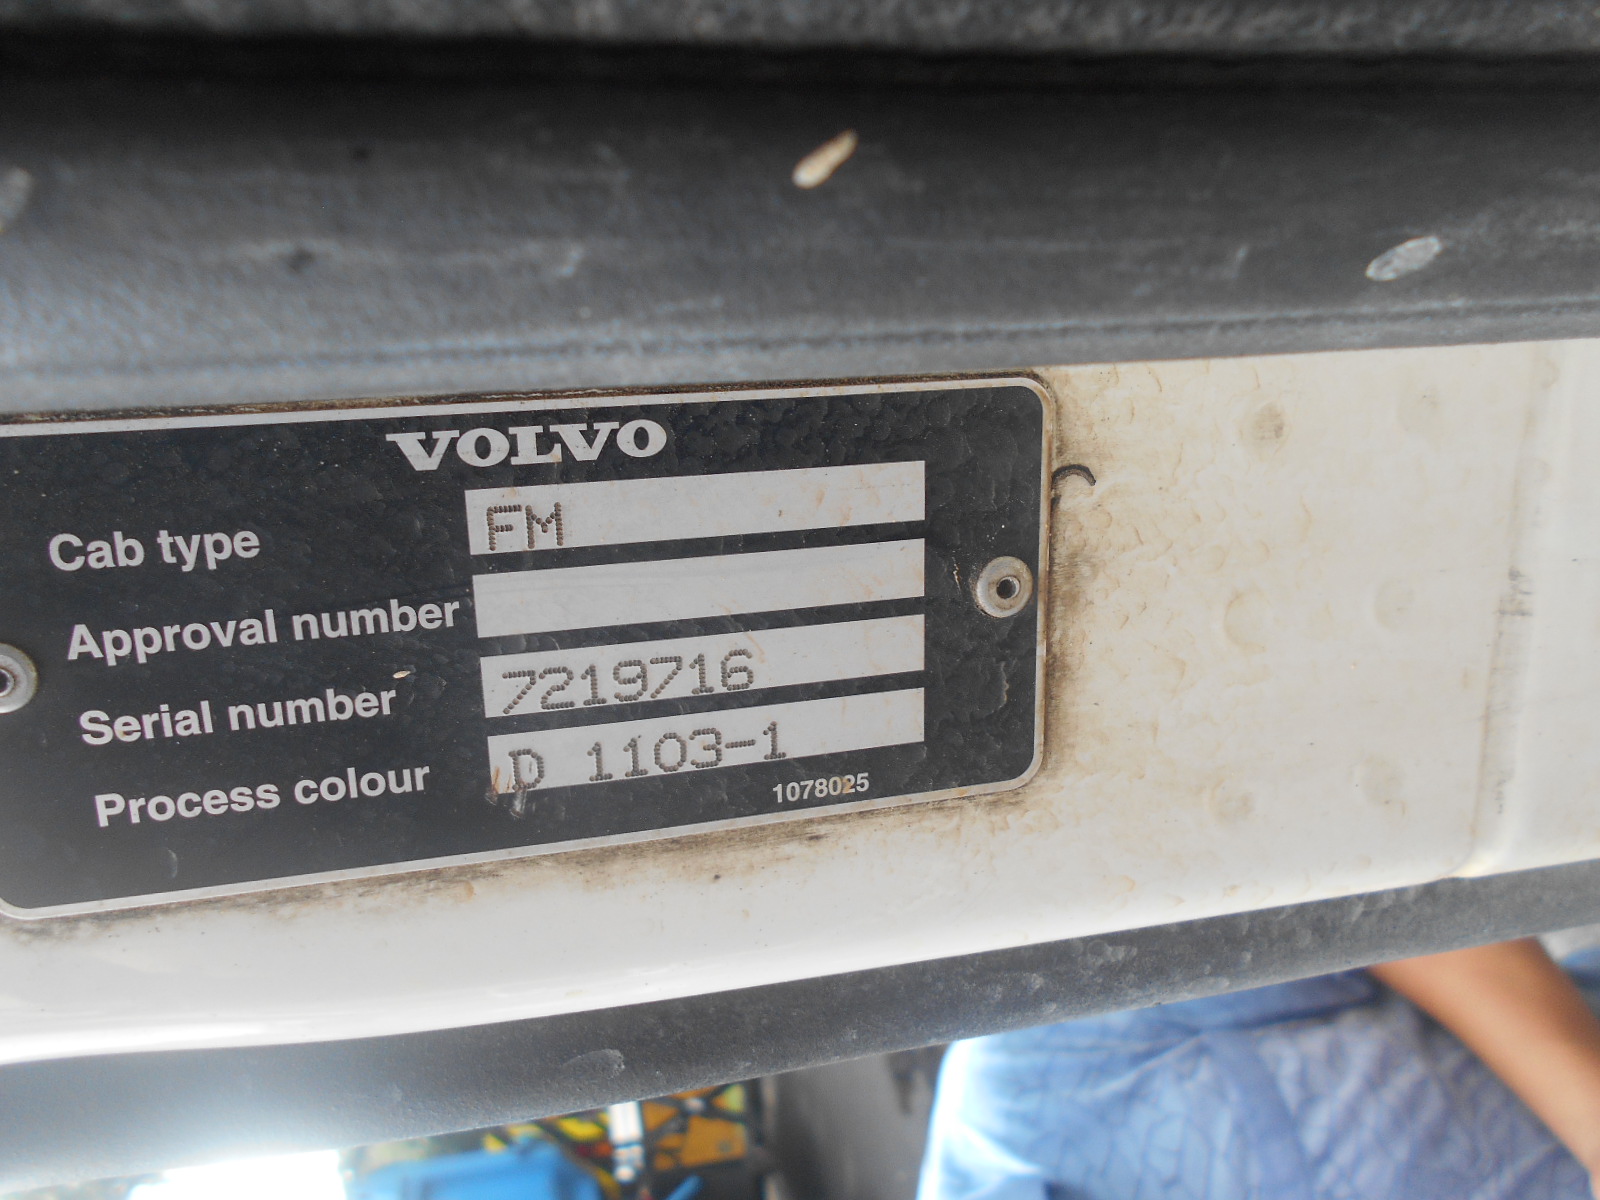 VOLVO
Cab type FM
Approval number
Serial number 7219716
Process colour D 1103-1
1078025